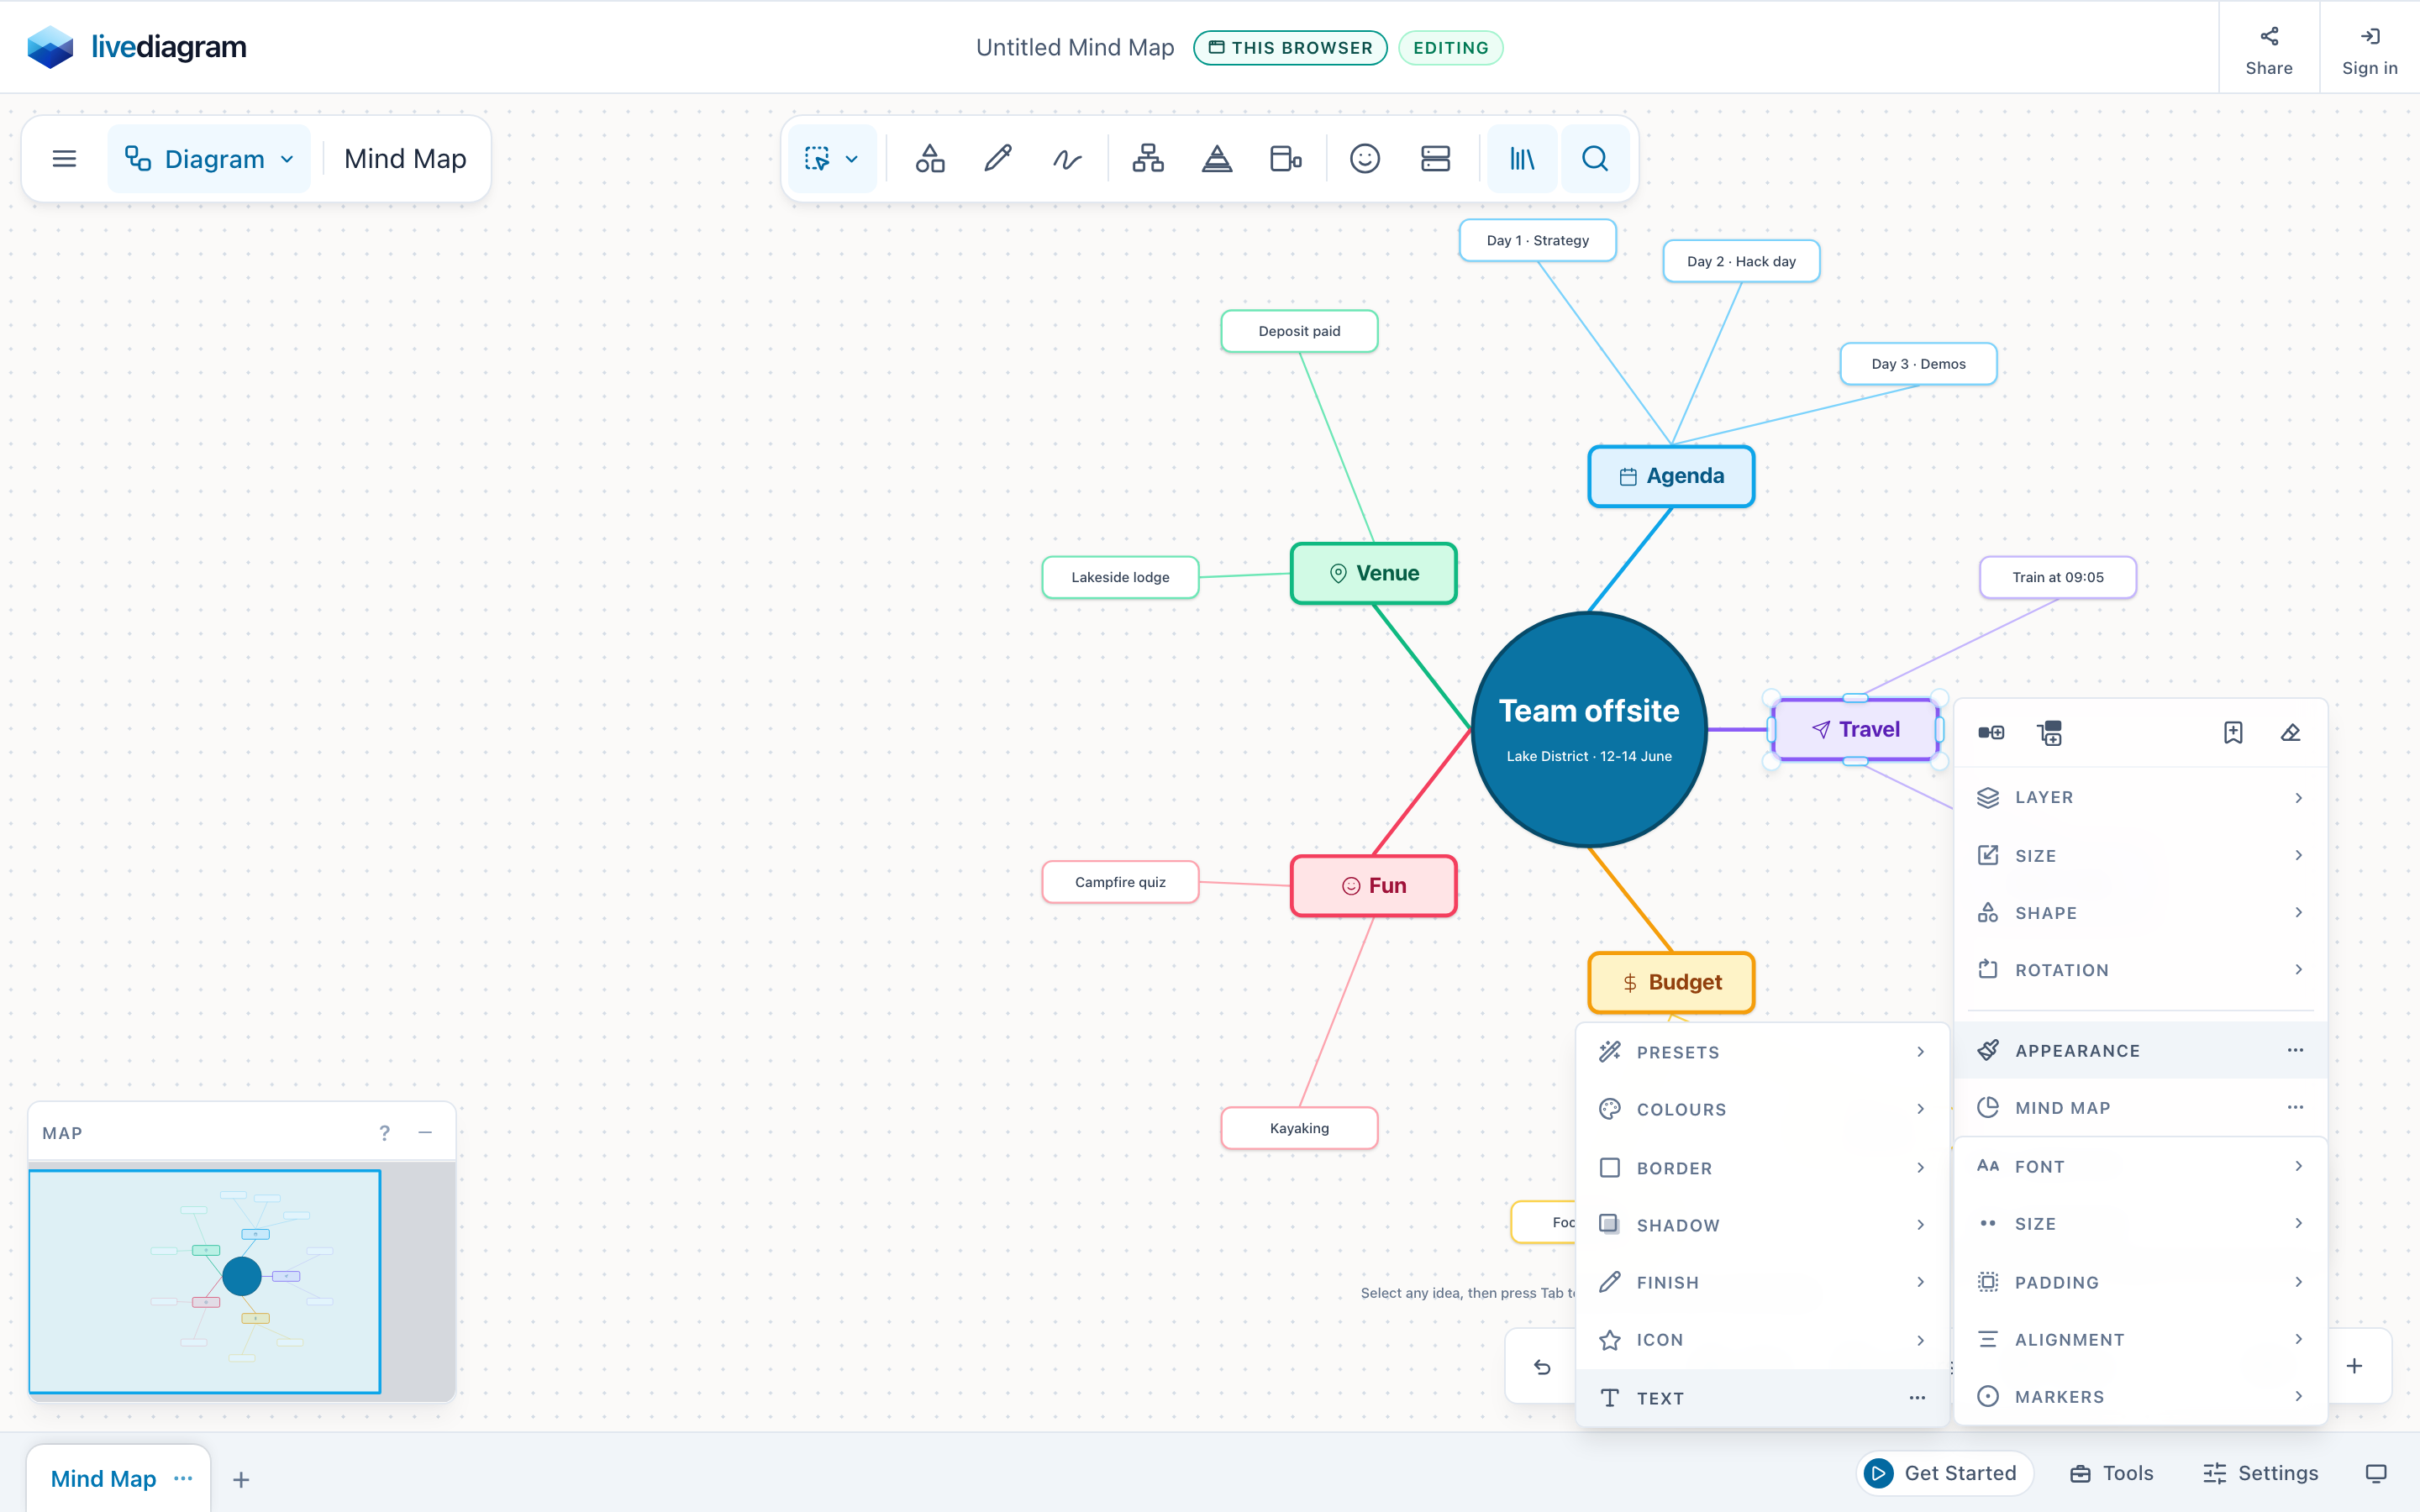 livediagram
Untitled Mind Map
THIS BROWSER
EDITING
Share
Sign in
Diagram
Mind Map
Day 1 · Strategy
Day 2 · Hack day
Deposit paid
Day 3 · Demos
Agenda
Venue
Lakeside lodge
Train at 09:05
Team offsite
Lake District · 12-14 June
Travel
LAYER
SIZE
SHAPE
ROTATION
APPEARANCE
MIND MAP
Campfire quiz
Fun
Budget
Kayaking
PRESETS
COLOURS
BORDER
SHADOW
FINISH
ICON
TEXT
FONT
SIZE
PADDING
ALIGNMENT
MARKERS
MAP
?
Select any idea, then press Tab
Mind Map
Get Started
Tools
Settings